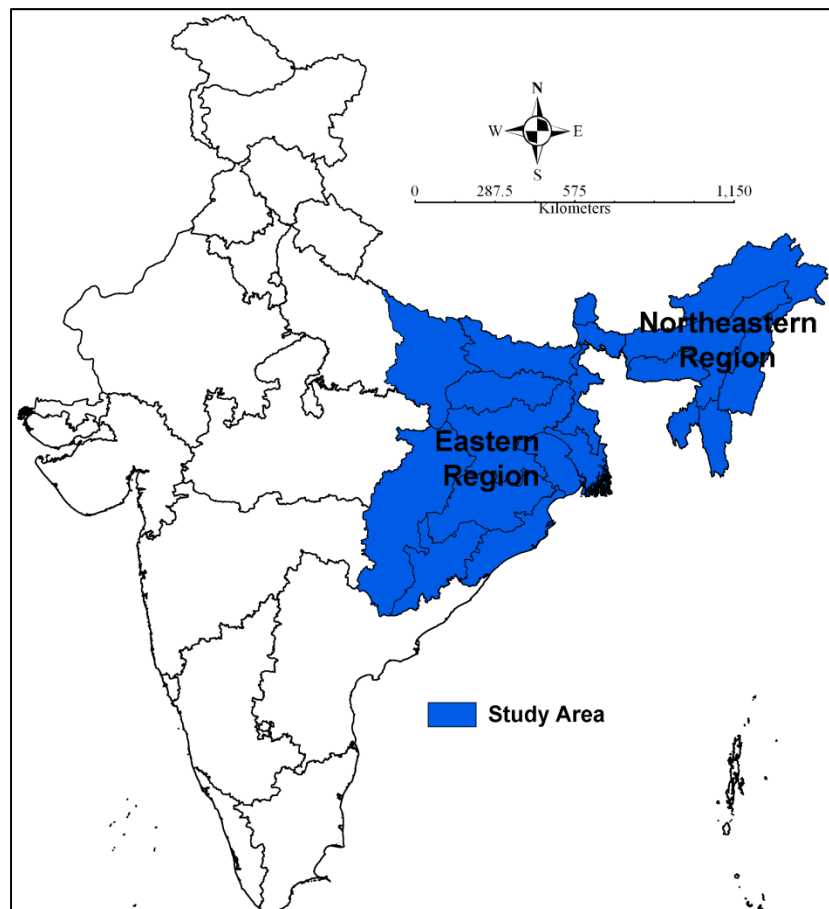 N
W E
S
0 287.5 575 1,150
Kilometers
Northeastern
Region
Eastern
Region
Study Area